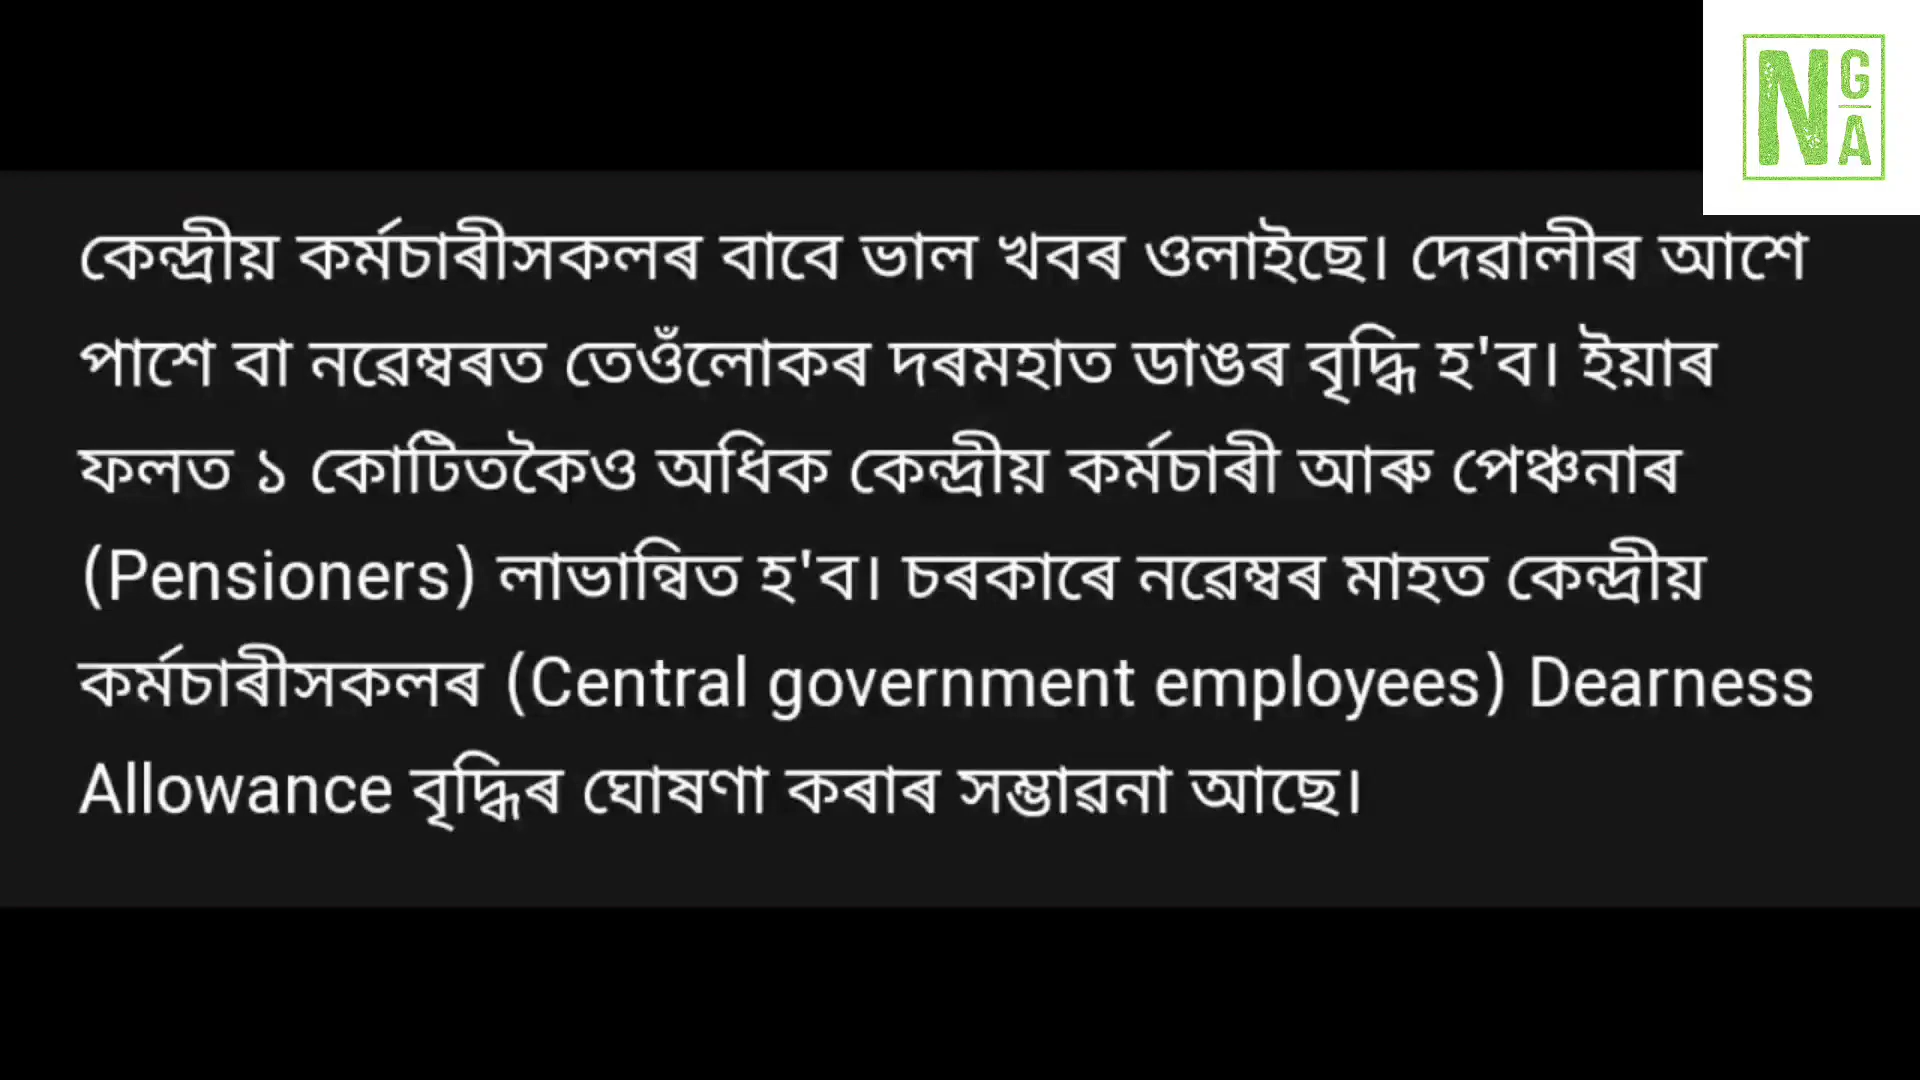 NGA
কেন্দ্ৰীয় কৰ্মচাৰীসকলৰ বাবে ভাল খবৰ ওলাইছে। দেৱালীৰ আশে
পাশে বা নৱেম্বৰত তেওঁলোকৰ দৰমহাত ডাঙৰ বৃদ্ধি হ'ব। ইয়াৰ
ফলত ১ কোটিতকৈও অধিক কেন্দ্ৰীয় কৰ্মচাৰী আৰু পেঞ্চনাৰ
(Pensioners) লাভান্বিত হ'ব। চৰকাৰে নৱেম্বৰ মাহত কেন্দ্ৰীয়
কৰ্মচাৰীসকলৰ (Central government employees) Dearness
Allowance বৃদ্ধিৰ ঘোষণা কৰাৰ সম্ভাৱনা আছে।